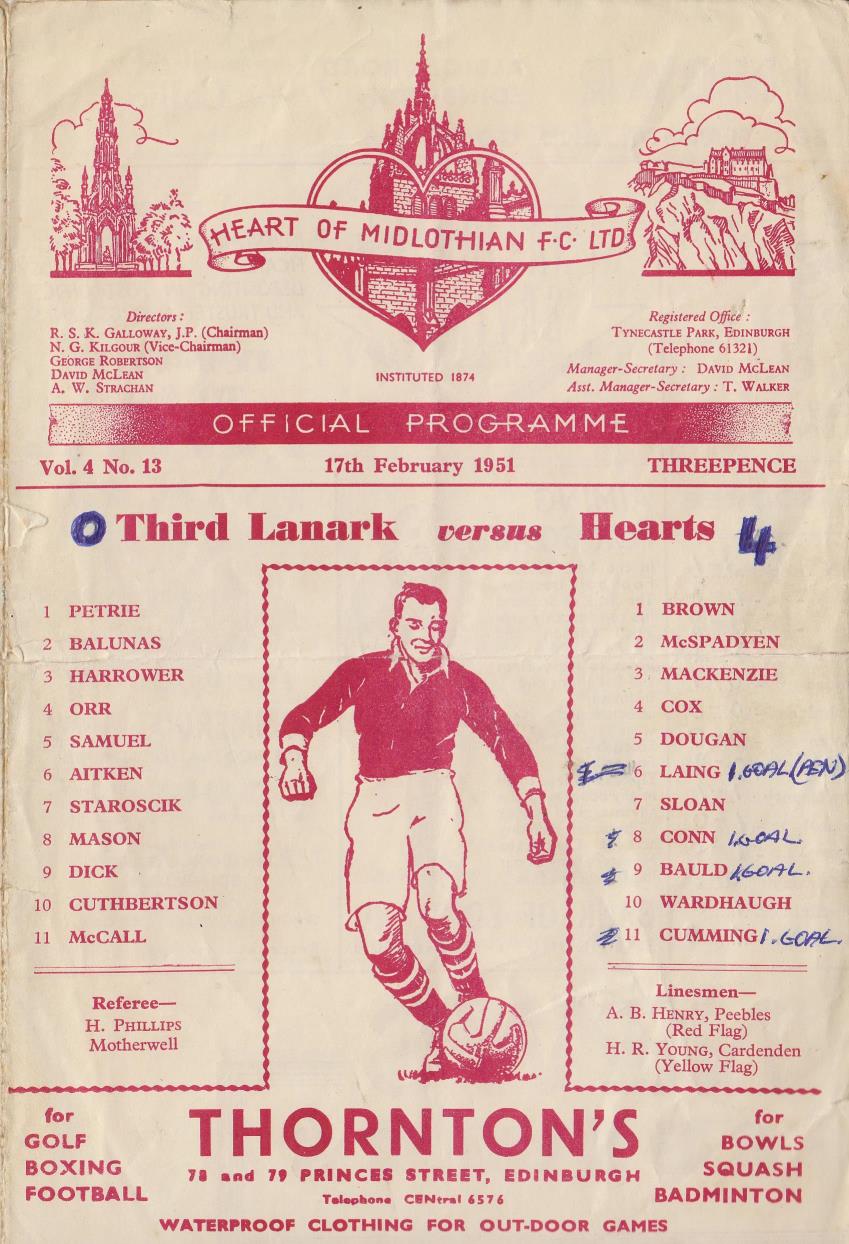 HEART OF MIDLOTHIAN F.C. LTD
Directors :
R. S. K. GALLOWAY, J.P. (Chairman)
N. G. KILGOUR (Vice-Chairman)
GEORGE ROBERTSON
DAVID MCLEAN
A. W. STRACHAN
INSTITUTED 1874
Registered Office :
TYNECASTLE PARK, EDINBURGH
(Telephone 61321)
Manager-Secretary : DAVID MCLEAN
Asst. Manager-Secretary : T. WALKER
OFFICIAL PROGRAMME
Vol. 4 No. 13 17th February 1951 THREEPENCE
0 Third Lanark versus Hearts 4
1 PETRIE
2 BALUNAS
3 HARROWER
4 ORR
5 SAMUEL
6 AITKEN
7 STAROSCIK
8 MASON
9 DICK
10 CUTHBERTSON
11 McCALL
Referee—
H. PHILLIPS
Motherwell
1 BROWN
2 McSPADYEN
3 MACKENZIE
4 COX
5 DOUGAN
6 LAING 1.GOAL (PEN)
7 SLOAN
8 CONN 1.GOAL.
9 BAULD 1.GOAL.
10 WARDHAUGH
11 CUMMING 1.GOAL.
Linesmen—
A. B. HENRY, Peebles
(Red Flag)
H. R. YOUNG, Cardenden
(Yellow Flag)
for
GOLF
BOXING
FOOTBALL
THORNTON'S
78 and 79 PRINCES STREET, EDINBURGH
Telephone CENtral 6576
for
BOWLS
SQUASH
BADMINTON
WATERPROOF CLOTHING FOR OUT-DOOR GAMES